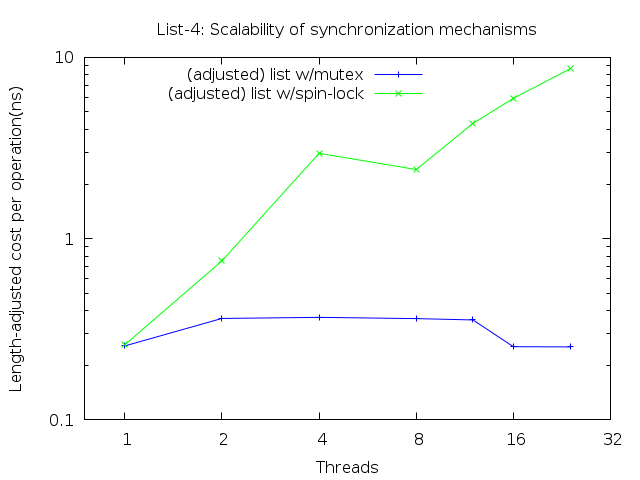 List-4: Scalability of synchronization mechanisms
10
(adjusted) list w/mutex
(adjusted) list w/spin-lock
Length-adjusted cost per operation(ns)
1
0.1
1 2 4 8 16 32
Threads